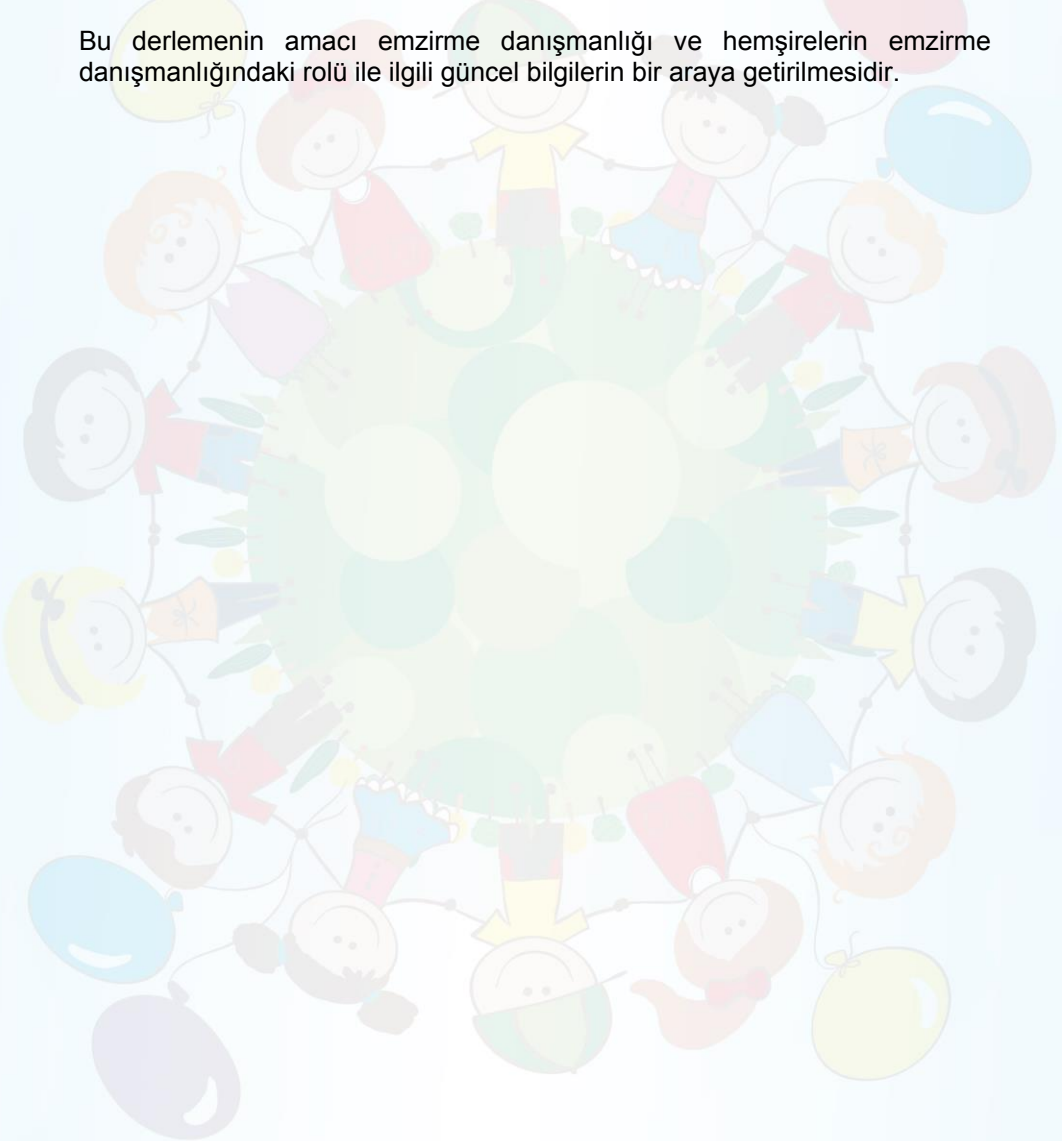 Bu derlemenin amacı emzirme danışmanlığı ve hemşirelerin emzirme
danışmanlığındaki rolü ile ilgili güncel bilgilerin bir araya getirilmesidir.